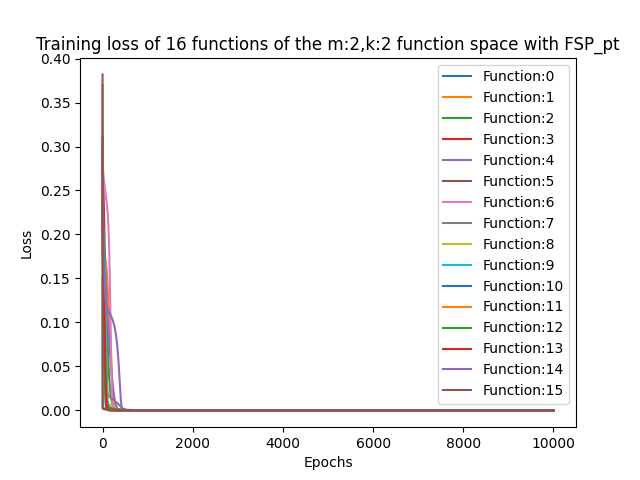 Training loss of 16 functions of the m:2,k:2 function space with FSP_pt
0.40
0.35
0.30
0.25
0.20
0.15
0.10
0.05
0.00
Loss
0 2000 4000 6000 8000 10000
Epochs
Function:0
Function:1
Function:2
Function:3
Function:4
Function:5
Function:6
Function:7
Function:8
Function:9
Function:10
Function:11
Function:12
Function:13
Function:14
Function:15